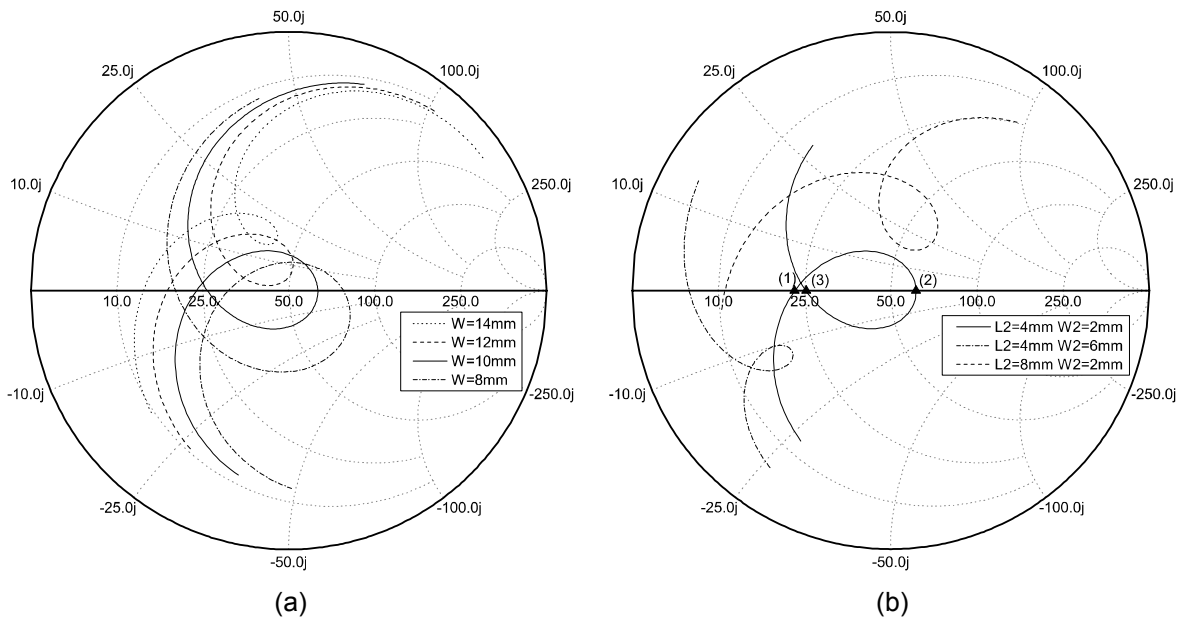 50.0j
25.0j
100.0j
10.0j
250.0j
10.0
25.0
50.0
100.0
250.0
W=14mm
W=12mm
W=10mm
W=8mm
-10.0j
-250.0j
-25.0j
-100.0j
-50.0j
(a)
50.0j
25.0j
100.0j
10.0j
250.0j
(1)
(3)
(2)
10.0
25.0
50.0
100.0
250.0
L2=4mm W2=2mm
L2=4mm W2=6mm
L2=8mm W2=2mm
-10.0j
-250.0j
-25.0j
-100.0j
-50.0j
(b)